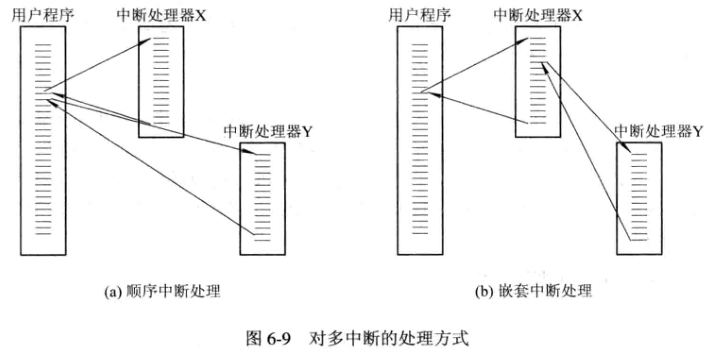 用户程序
中断处理器X
中断处理器Y
(a) 顺序中断处理
用户程序
中断处理器X
中断处理器Y
(b) 嵌套中断处理
图 6-9 对多中断的处理方式